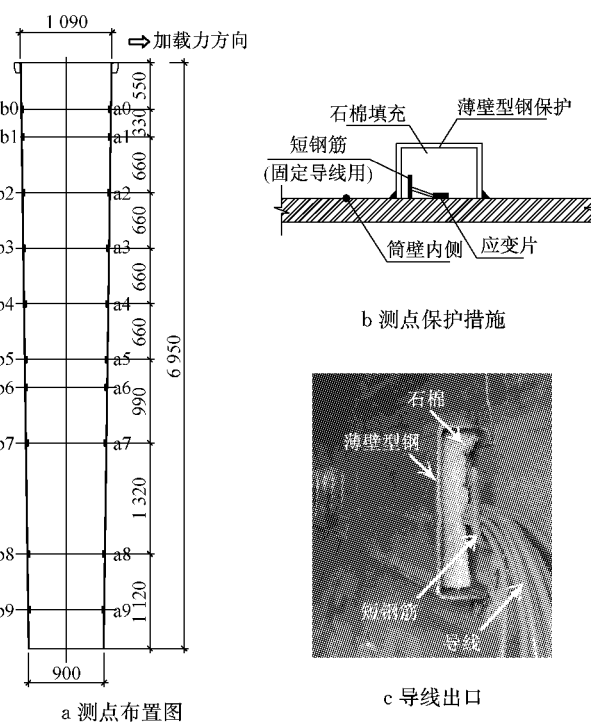 1 090
加载力方向
550
b0
a0
330
b1
a1
660
b2
a2
660
b3
a3
660
b4
a4
660
6 950
b5
a5
b6
a6
990
b7
a7
1 320
b8
a8
1 120
b9
a9
900
a 测点布置图
石棉填充
薄壁型钢保护
短钢筋
(固定导线用)
筒壁内侧
应变片
b 测点保护措施
石棉
薄壁型钢
短钢筋
导线
c 导线出口